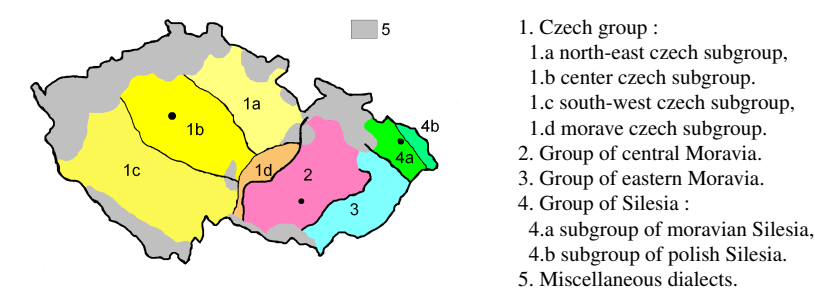 5
1a
1b
4b
4a
1c
1d
2
3
1. Czech group :
1.a north-east czech subgroup,
1.b center czech subgroup.
1.c south-west czech subgroup,
1.d morave czech subgroup.
2. Group of central Moravia.
3. Group of eastern Moravia.
4. Group of Silesia :
4.a subgroup of moravian Silesia,
4.b subgroup of polish Silesia.
5. Miscellaneous dialects.